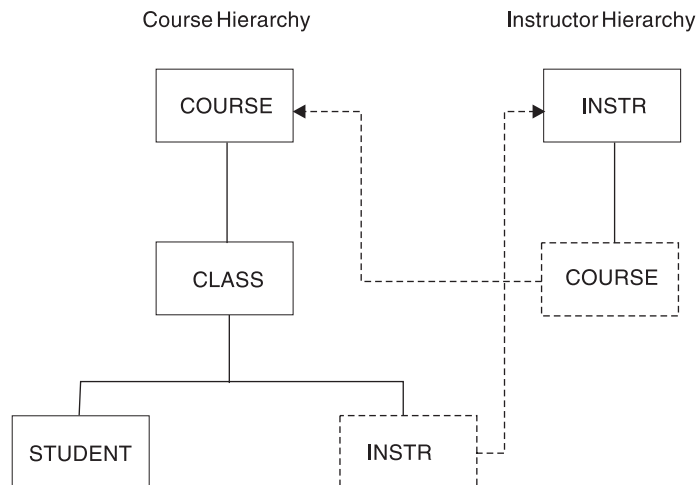 Course Hierarchy
Instructor Hierarchy
COURSE
INSTR
CLASS
COURSE
STUDENT
INSTR